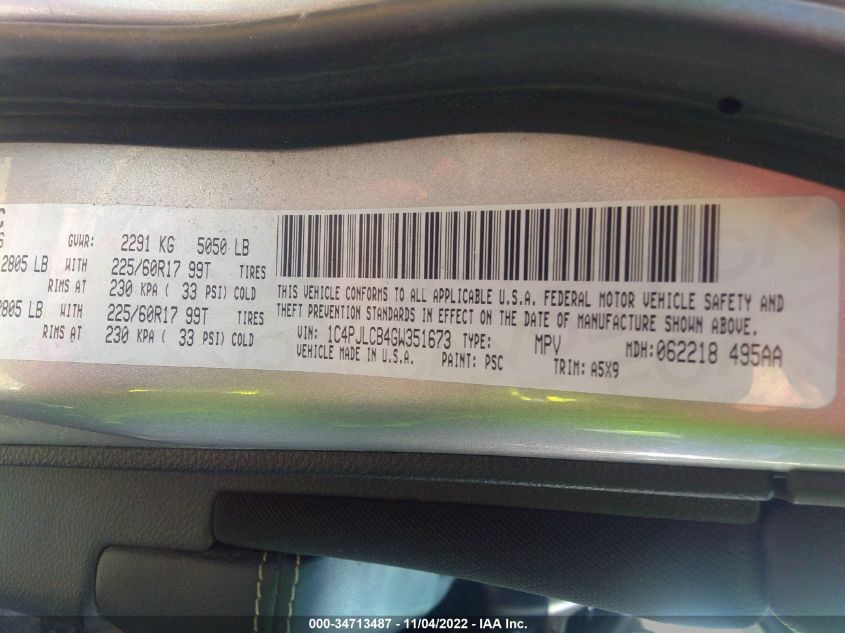 GVWR: 2291 KG 5050 LB
2805 LB WITH 225/60R17 99T TIRES
RIMS AT 230 KPA ( 33 PSI) COLD
2805 LB WITH 225/60R17 99T TIRES
RIMS AT 230 KPA ( 33 PSI) COLD
THIS VEHICLE CONFORMS TO ALL APPLICABLE U.S.A. FEDERAL MOTOR VEHICLE SAFETY AND
THEFT PREVENTION STANDARDS IN EFFECT ON THE DATE OF MANUFACTURE SHOWN ABOVE.
VIN: 1C4PJLCB4GW351673 TYPE: MPV MDH:062218 495AA
VEHICLE MADE IN U.S.A. PAINT: PSC TRIM: A5X9
000-34713487 - 11/04/2022 - IAA Inc.